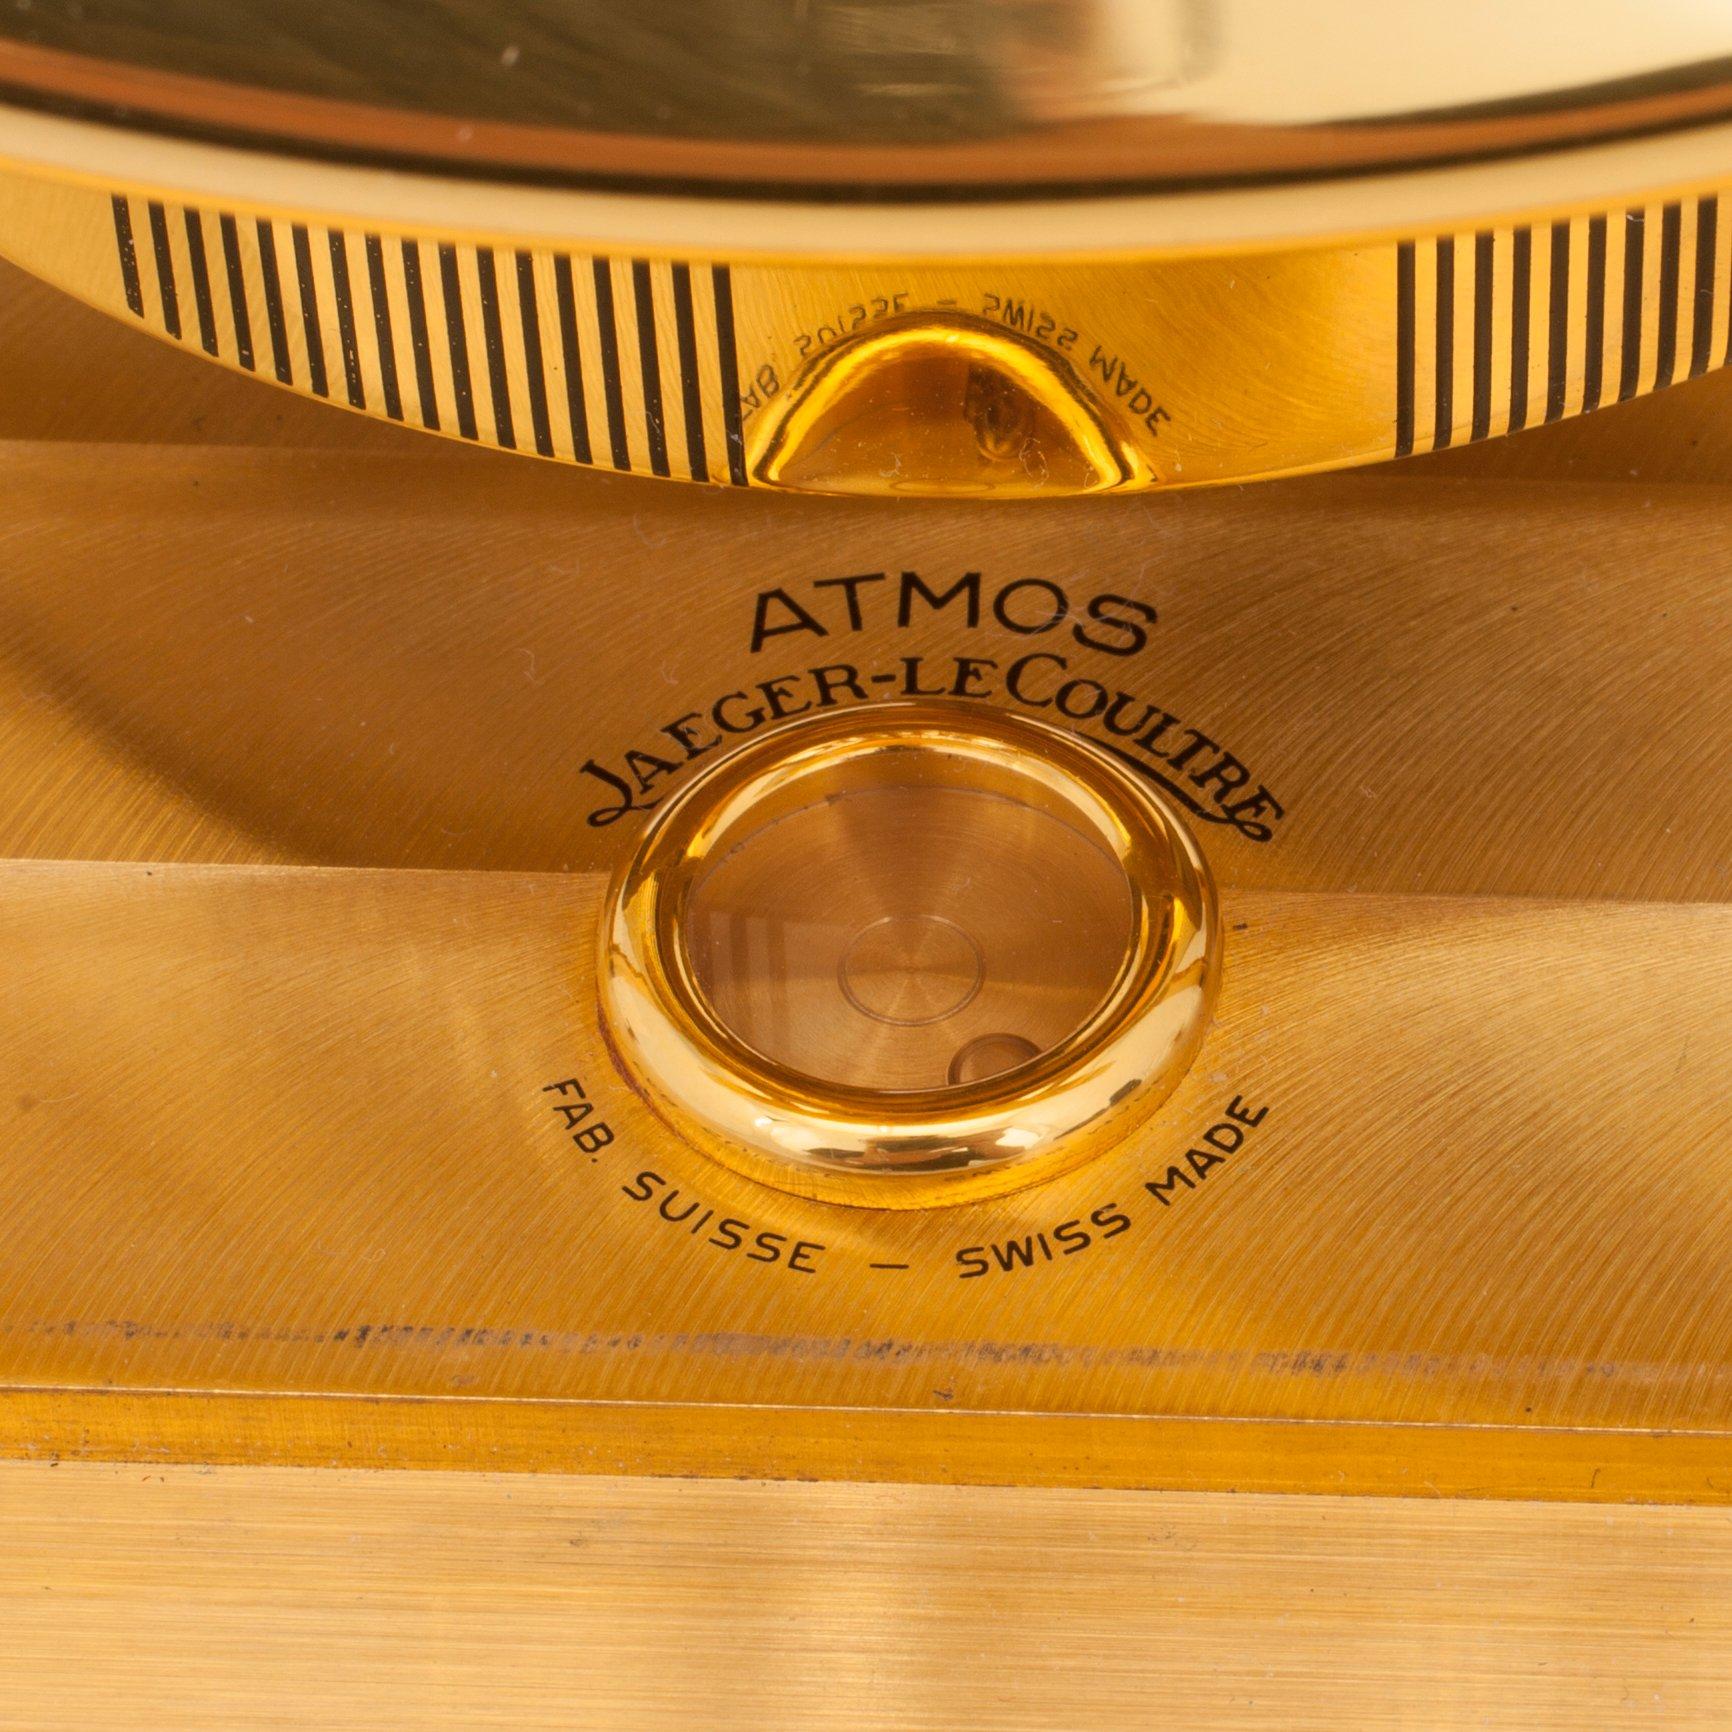 ATMOS
JAEGER-LECOULTRE
FAB. SUISSE – SWISS MADE